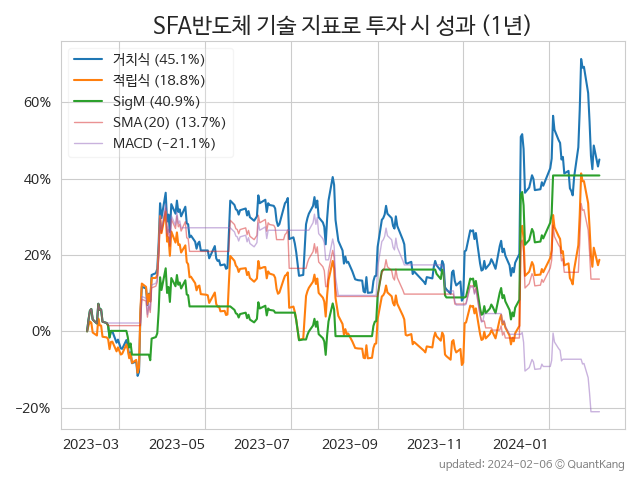 SFA반도체 기술 지표로 투자 시 성과 (1년)
거치식 (45.1%)
적립식 (18.8%)
SigM (40.9%)
SMA(20) (13.7%)
MACD (−21.1%)
60%
40%
20%
0%
−20%
2023-03 2023-05 2023-07 2023-09 2023-11 2024-01
updated: 2024-02-06 © QuantKang